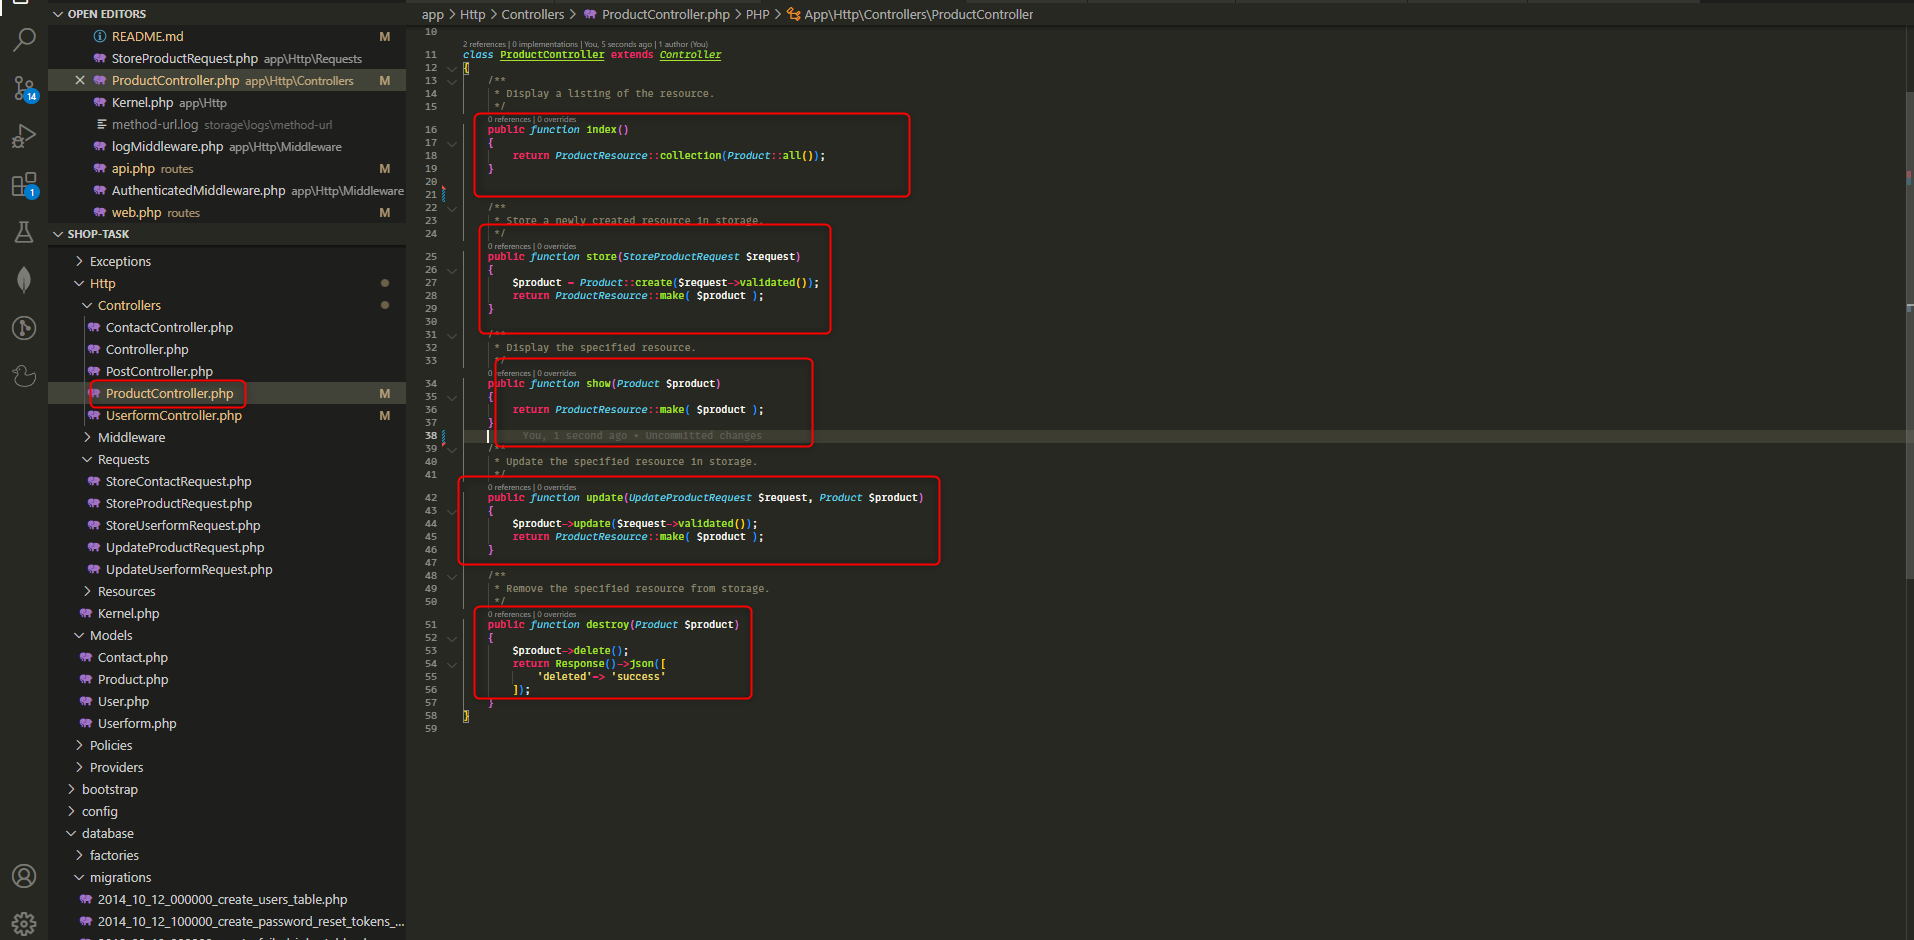 OPEN EDITORS
README.md M
StoreProductRequest.php app\Http\Requests
ProductController.php app\Http\Controllers M
Kernel.php app\Http
method-url.log storage\logs\method-url
logMiddleware.php app\Http\Middleware
api.php routes M
AuthenticatedMiddleware.php app\Http\Middleware
web.php routes M
SHOP-TASK
Exceptions
Http
Controllers
ContactController.php
Controller.php
PostController.php
ProductController.php M
UserformController.php M
Middleware
Requests
StoreContactRequest.php
StoreProductRequest.php
StoreUserformRequest.php
UpdateProductRequest.php
UpdateUserformRequest.php
Resources
Kernel.php
Models
Contact.php
Product.php
User.php
Userform.php
Policies
Providers
bootstrap
config
database
factories
migrations
2014_10_12_000000_create_users_table.php
2014_10_12_100000_create_password_reset_tokens_...
14
1
app > Http > Controllers > ProductController.php > PHP > App\Http\Controllers\ProductController
10
2 references | 0 implementations | You, 5 seconds ago | 1 author (You)
11 class ProductController extends Controller
12 {
13 /**
14 * Display a listing of the resource.
15 */
0 references | 0 overrides
16 public function index()
17 {
18 return ProductResource::collection(Product::all());
19 }
20
21
22 /**
23 * Store a newly created resource in storage.
24 */
0 references | 0 overrides
25 public function store(StoreProductRequest $request)
26 {
27 $product = Product::create($request->validated());
28 return ProductResource::make( $product );
29 }
30
31 /**
32 * Display the specified resource.
33 */
0 references | 0 overrides
34 public function show(Product $product)
35 {
36 return ProductResource::make( $product );
37 }
38 You, 1 second ago • Uncommitted changes
39 /**
40 * Update the specified resource in storage.
41 */
0 references | 0 overrides
42 public function update(UpdateProductRequest $request, Product $product)
43 {
44 $product->update($request->validated());
45 return ProductResource::make( $product );
46 }
47
48 /**
49 * Remove the specified resource from storage.
50 */
0 references | 0 overrides
51 public function destroy(Product $product)
52 {
53 $product->delete();
54 return Response()->json([
55 'deleted'=> 'success'
56 ]);
57 }
58 }
59